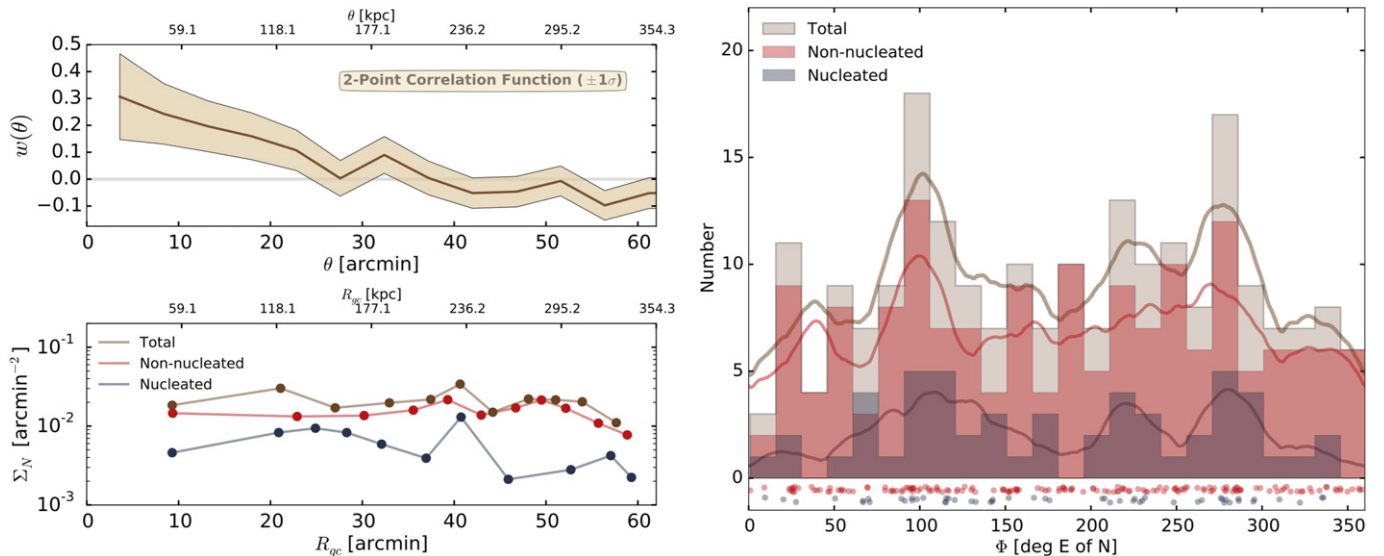 θ [kpc]
59.1 118.1 177.1 236.2 295.2 354.3
0.5
0.4
0.3
0.2
0.1
0.0
−0.1
w(θ)
2-Point Correlation Function (±1σ)
0 10 20 30 40 50 60
θ [arcmin]
R_gc [kpc]
59.1 118.1 177.1 236.2 295.2 354.3
10⁻¹
10⁻²
10⁻³
Σ_N [arcmin⁻²]
Total
Non-nucleated
Nucleated
0 10 20 30 40 50 60
R_gc [arcmin]
Total
Non-nucleated
Nucleated
20
15
10
5
0
Number
0 50 100 150 200 250 300 350
Φ [deg E of N]